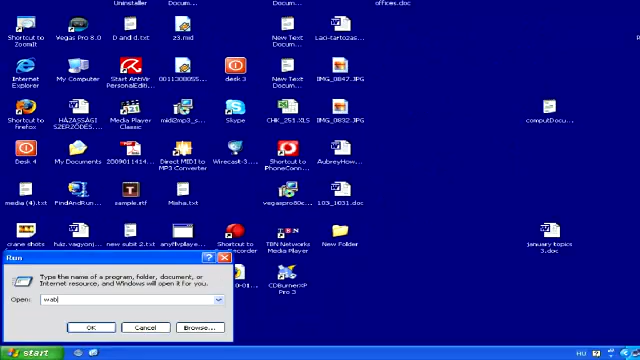 Uninstaller
Docum...
Docum...
offices.doc
Shortcut to ZoomIt
Vegas Pro 8.0
D and d.txt
23.mid
New Text Docum...
Laci-tartozas...
Internet Explorer
My Computer
Start AntiVir PersonalEdi...
0011300055...
desk 3
New Text Docum...
IMG_0847.JPG
Shortcut to firefox
HÁZASSÁGI SZERZŐDÉS...
Media Player Classic
midi2mp3_s...
Skype
CHK_251.XLS
IMG_0832.JPG
computDocu...
Desk 4
My Documents
2009011414...
Direct MIDI to MP3 Converter
Wirecast-3...
Shortcut to PhoneConn...
AubreyHow...
media (4).txt
FindAndRun...
sample.rtf
Misha.txt
vegaspro80c...
103_1031.doc
crane shots
ház.vagyonj...
new subit 2.txt
anyflvplayer...
Shortcut to
Recorder
TBN Networks Media Player
New Folder
january topics 3.doc
CDBurnerXP Pro 3
Run
Type the name of a program, folder, document, or
Internet resource, and Windows will open it for you.
Open:
wab
OK
Cancel
Browse...
start
HU